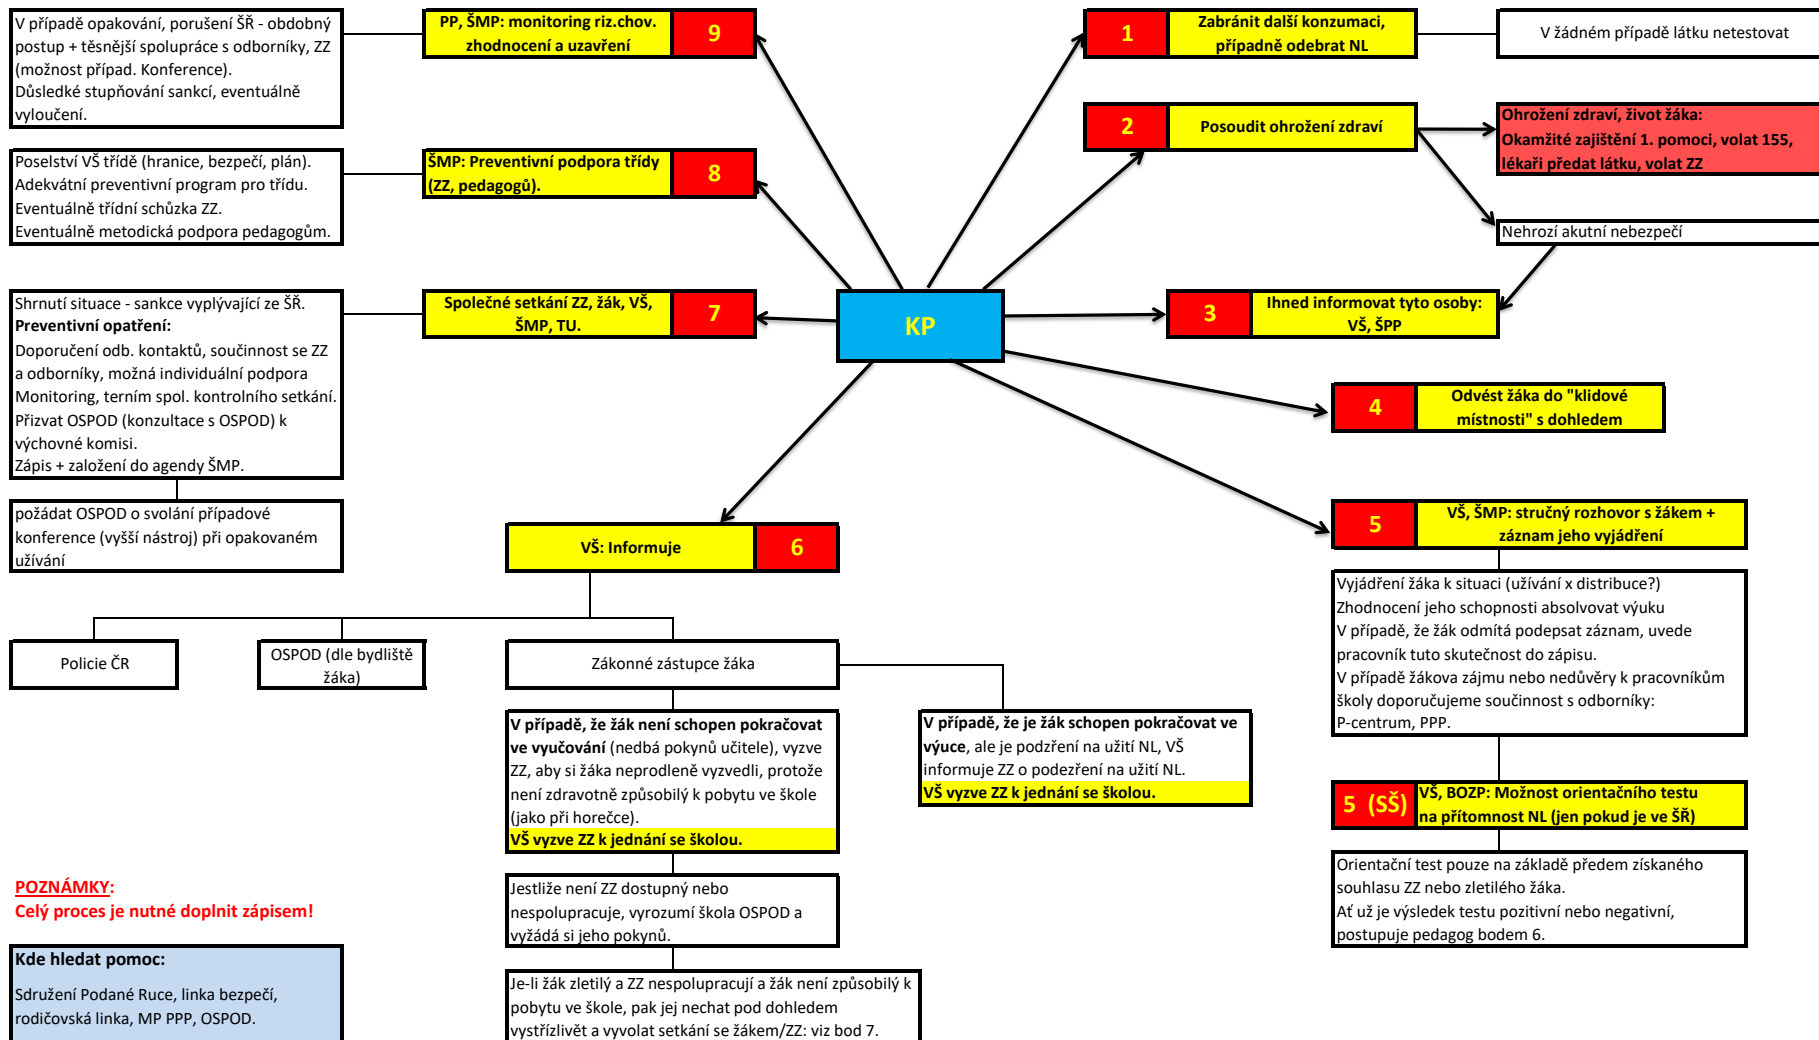 V případě opakování, porušení ŠŘ - obdobný
postup + těsnější spolupráce s odborníky, ZZ
(možnost případ. Konference).
Důsledké stupňování sankcí, eventuálně
vyloučení.
PP, ŠMP: monitoring riz.chov.
zhodnocení a uzavření
9
1
Zabránit další konzumaci,
případně odebrat NL
V žádném případě látku netestovat
2
Posoudit ohrožení zdraví
Ohrožení zdraví, život žáka:
Okamžité zajištění 1. pomoci, volat 155,
lékaři předat látku, volat ZZ
Nehrozí akutní nebezpečí
Poselství VŠ třídě (hranice, bezpečí, plán).
Adekvátní preventivní program pro třídu.
Eventuálně třídní schůzka ZZ.
Eventuálně metodická podpora pedagogům.
ŠMP: Preventivní podpora třídy
(ZZ, pedagogů).
8
Shrnutí situace - sankce vyplývající ze ŠŘ.
Preventivní opatření:
Doporučení odb. kontaktů, součinnost se ZZ
a odborníky, možná individuální podpora
Monitoring, terním spol. kontrolního setkání.
Přizvat OSPOD (konzultace s OSPOD) k
výchovné komisi.
Zápis + založení do agendy ŠMP.
Společné setkání ZZ, žák, VŠ,
ŠMP, TU.
7
KP
3
Ihned informovat tyto osoby:
VŠ, ŠPP
4
Odvést žáka do "klidové
místnosti" s dohledem
požádat OSPOD o svolání případové
konference (vyšší nástroj) při opakovaném
užívání
VŠ: Informuje
6
5
VŠ, ŠMP: stručný rozhovor s žákem +
záznam jeho vyjádření
Vyjádření žáka k situaci (užívání x distribuce?)
Zhodnocení jeho schopnosti absolvovat výuku
V případě, že žák odmítá podepsat záznam, uvede
pracovník tuto skutečnost do zápisu.
V případě žákova zájmu nebo nedůvěry k pracovníkům
školy doporučujeme součinnost s odborníky:
P-centrum, PPP.
Policie ČR
OSPOD (dle bydliště
žáka)
Zákonné zástupce žáka
V případě, že žák není schopen pokračovat
ve vyučování (nedbá pokynů učitele), vyzve
ZZ, aby si žáka neprodleně vyzvedli, protože
není zdravotně způsobilý k pobytu ve škole
(jako při horečce).
VŠ vyzve ZZ k jednání se školou.
V případě, že je žák schopen pokračovat ve
výuce, ale je podzření na užití NL, VŠ
informuje ZZ o podezření na užití NL.
VŠ vyzve ZZ k jednání se školou.
5 (SŠ)
VŠ, BOZP: Možnost orientačního testu
na přítomnost NL (jen pokud je ve ŠŘ)
Orientační test pouze na základě předem získaného
souhlasu ZZ nebo zletilého žáka.
Ať už je výsledek testu pozitivní nebo negativní,
postupuje pedagog bodem 6.
Jestliže není ZZ dostupný nebo
nespolupracuje, vyrozumí škola OSPOD a
vyžádá si jeho pokynů.
Je-li žák zletilý a ZZ nespolupracují a žák není způsobilý k
pobytu ve škole, pak jej nechat pod dohledem
vystřízlivět a vyvolat setkání se žákem/ZZ: viz bod 7.
POZNÁMKY:
Celý proces je nutné doplnit zápisem!
Kde hledat pomoc:
Sdružení Podané Ruce, linka bezpečí,
rodičovská linka, MP PPP, OSPOD.